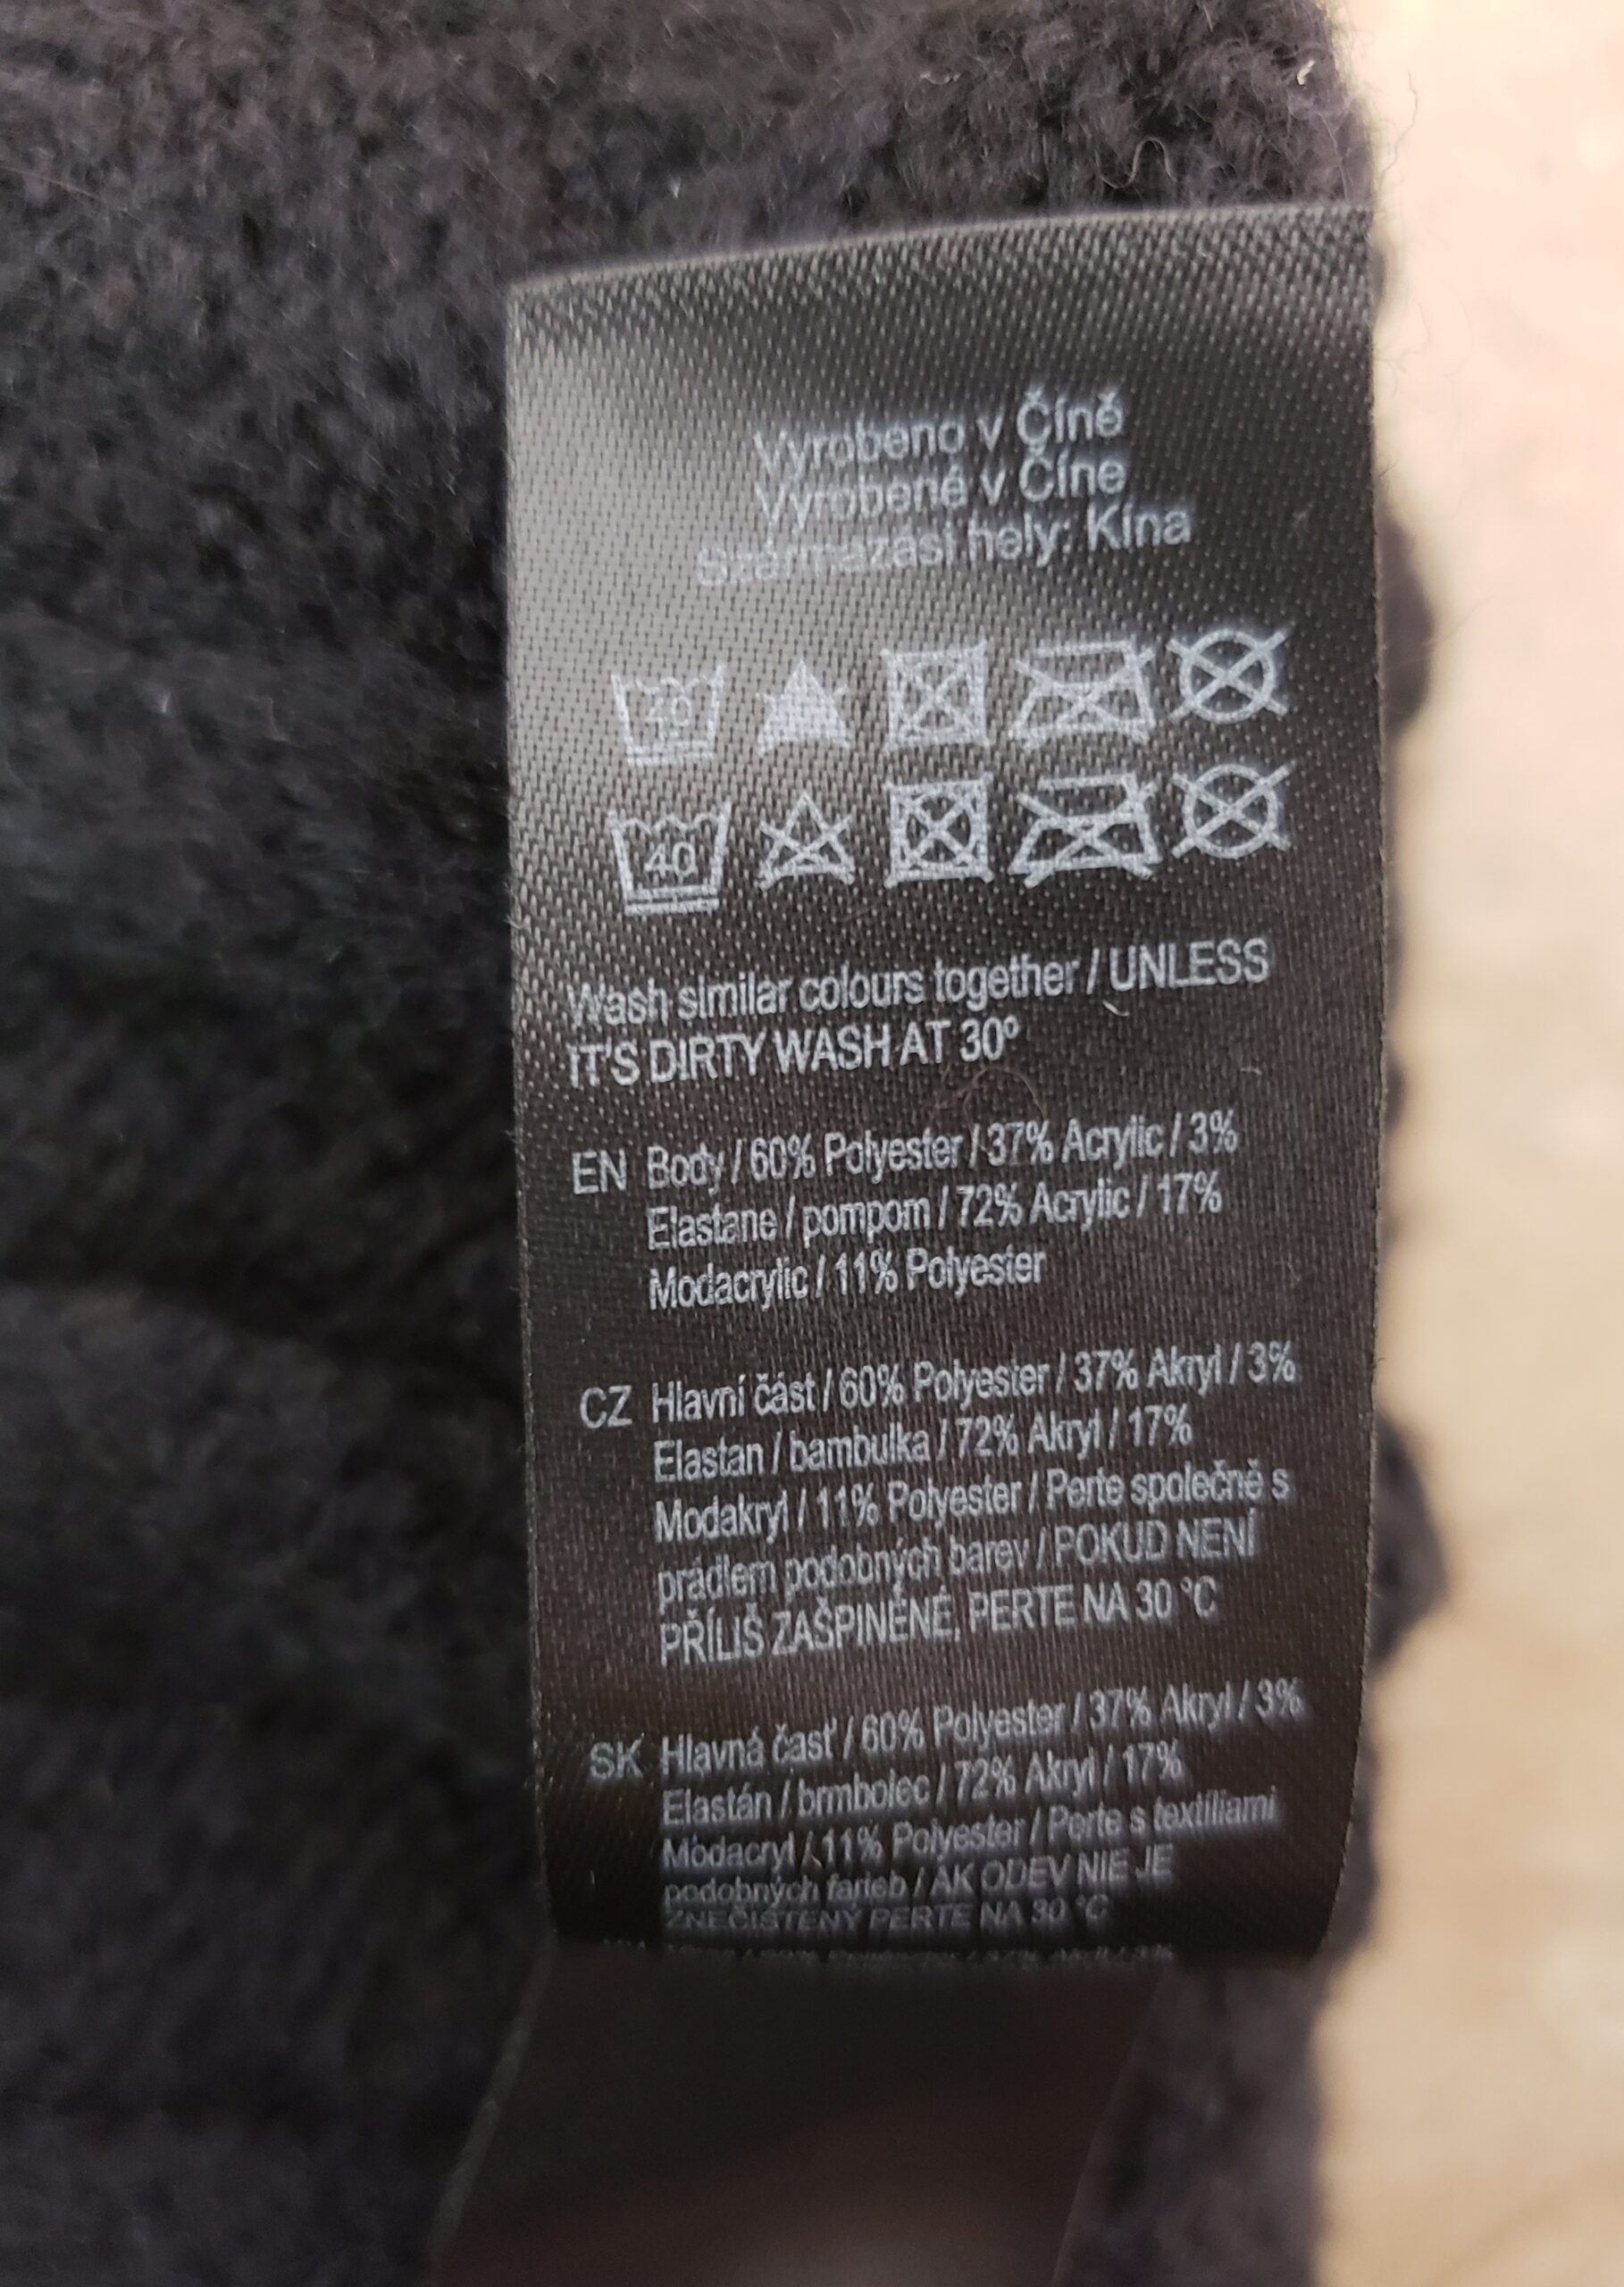 Vyrobeno v Číně
Vyrobené v Číne
Származási hely: Kína
40
40
Wash similar colours together / UNLESS
IT'S DIRTY WASH AT 30º
EN Body / 60% Polyester / 37% Acrylic / 3%
Elastane / pompom / 72% Acrylic / 17%
Modacrylic / 11% Polyester
CZ Hlavní část / 60% Polyester / 37% Akryl / 3%
Elastan / bambulka / 72% Akryl / 17%
Modakryl / 11% Polyester / Perte společně s
prádlem podobných barev / POKUD NENÍ
PŘÍLIŠ ZAŠPINĚNÉ, PERTE NA 30 °C
SK Hlavná časť / 60% Polyester / 37% Akryl / 3%
Elastán / brmbolec / 72% Akryl / 17%
Modacryl / 11% Polyester / Perte s textíliami
podobných farieb / AK ODEV NIE JE
ZNEČISTENÝ PERTE NA 30 °C